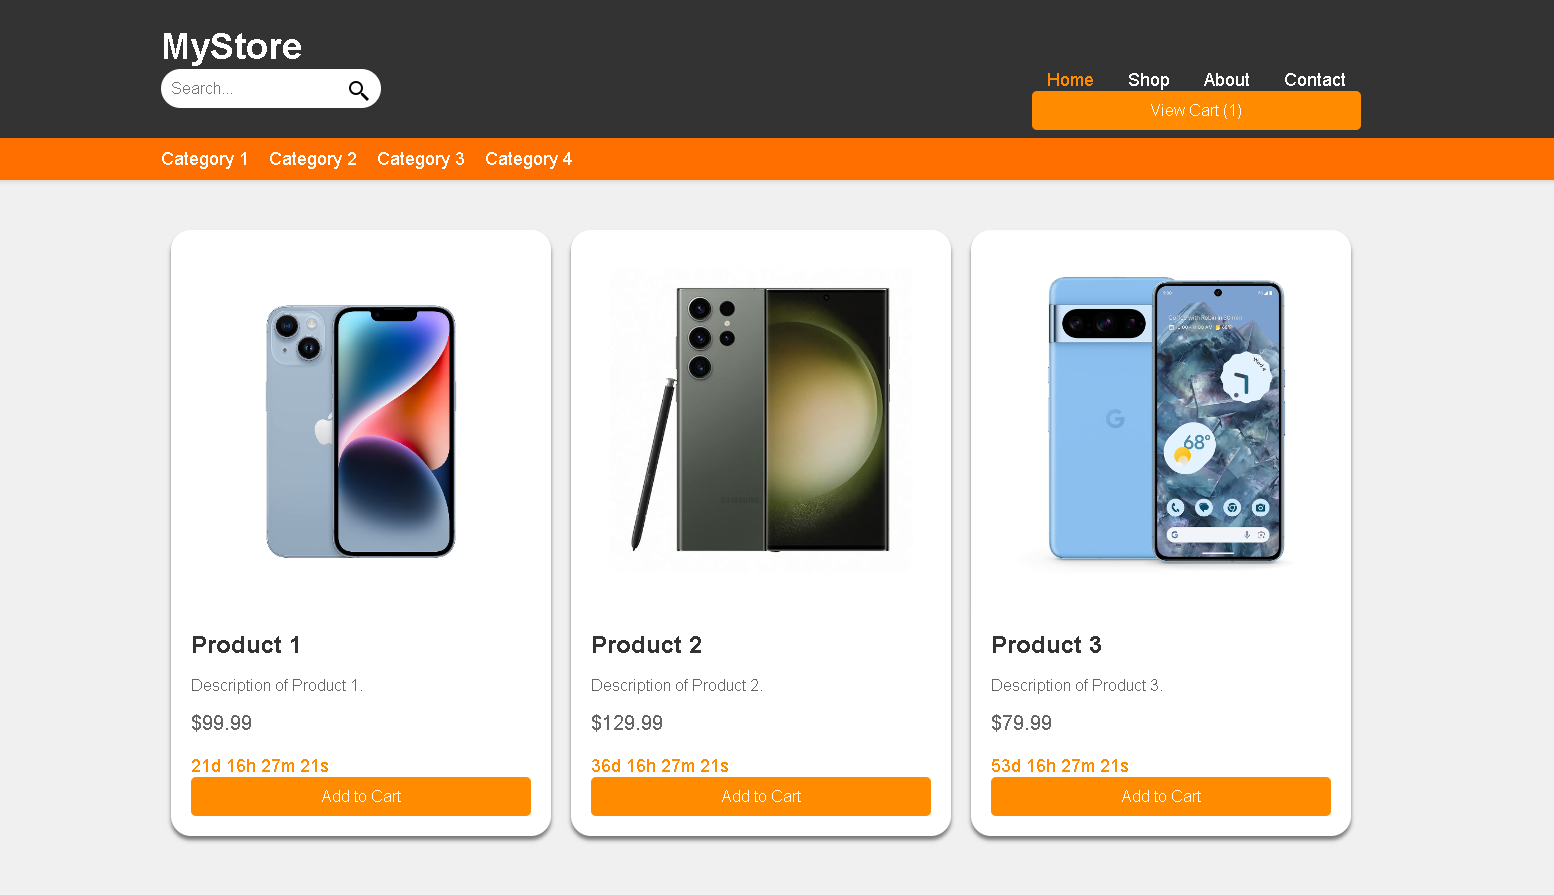 MyStore
Search...
Home Shop About Contact
View Cart (1)
Category 1 Category 2 Category 3 Category 4
68°
SAMSUNG
Product 1
Description of Product 1.
$99.99
21d 16h 27m 21s
Add to Cart
Product 2
Description of Product 2.
$129.99
36d 16h 27m 21s
Add to Cart
Product 3
Description of Product 3.
$79.99
53d 16h 27m 21s
Add to Cart